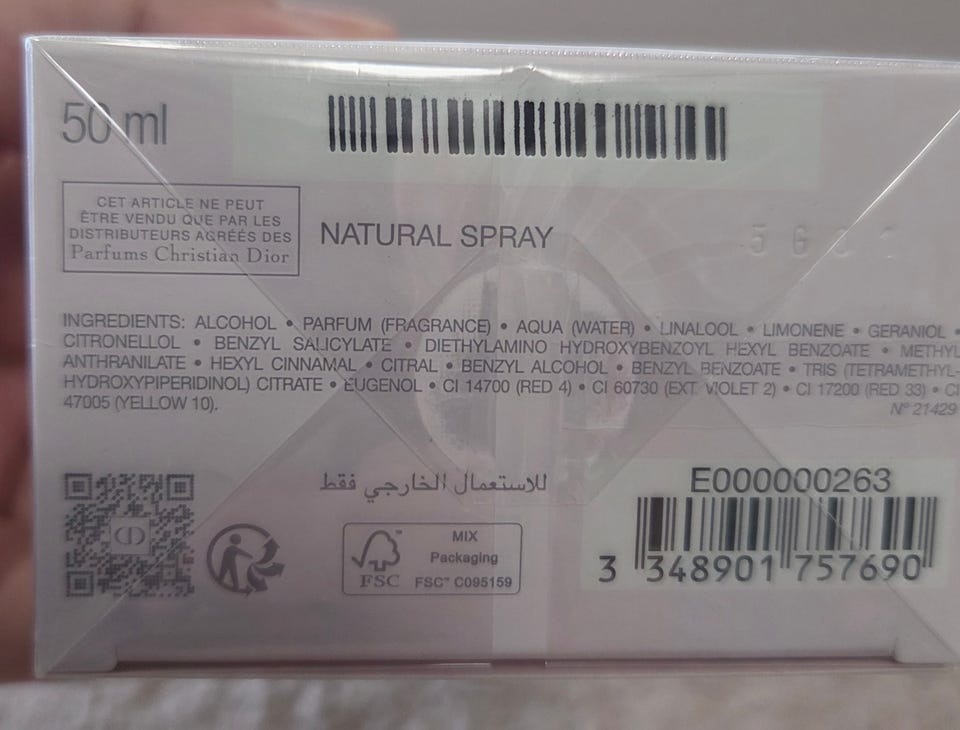 50 ml
CET ARTICLE NE PEUT
ÊTRE VENDU QUE PAR LES
DISTRIBUTEURS AGRÉÉS DES
Parfums Christian Dior
NATURAL SPRAY
INGREDIENTS: ALCOHOL • PARFUM (FRAGRANCE) • AQUA (WATER) • LINALOOL • LIMONENE • GERANIOL •
CITRONELLOL • BENZYL SALICYLATE • DIETHYLAMINO HYDROXYBENZOYL HEXYL BENZOATE • METHYL
ANTHRANILATE • HEXYL CINNAMAL • CITRAL • BENZYL ALCOHOL • BENZYL BENZOATE • TRIS (TETRAMETHYL-
HYDROXYPIPERIDINOL) CITRATE • EUGENOL • CI 14700 (RED 4) • CI 60730 (EXT. VIOLET 2) • CI 17200 (RED 33) • CI
47005 (YELLOW 10).
N° 21429
للاستعمال الخارجي فقط
CD
FSC™
MIX
Packaging
FSC™ C095159
E000000263
3 348901 757690